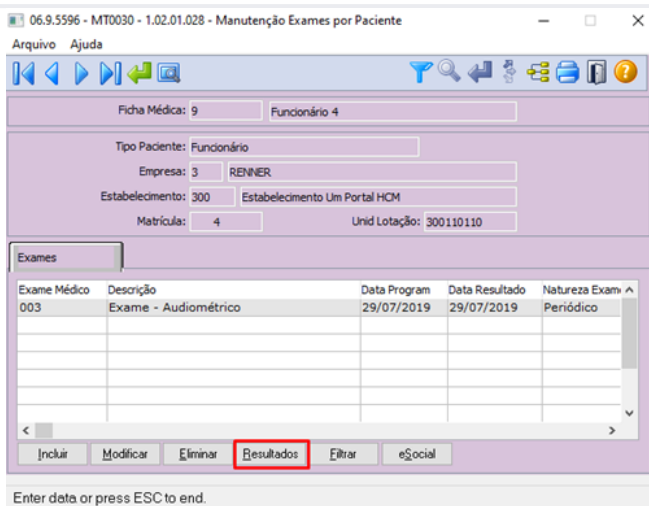 06.9.5596 - MT0030 - 1.02.01.028 - Manutenção Exames por Paciente
Arquivo Ajuda
Ficha Médica: 9 Funcionário 4
Tipo Paciente: Funcionário
Empresa: 3 RENNER
Estabelecimento: 300 Estabelecimento Um Portal HCM
Matrícula: 4 Unid Lotação: 300110110
Exames
Exame Médico Descrição Data Program Data Resultado Natureza Exam
003 Exame - Audiométrico 29/07/2019 29/07/2019 Periódico
Incluir Modificar Eliminar Resultados Filtrar eSocial
Enter data or press ESC to end.